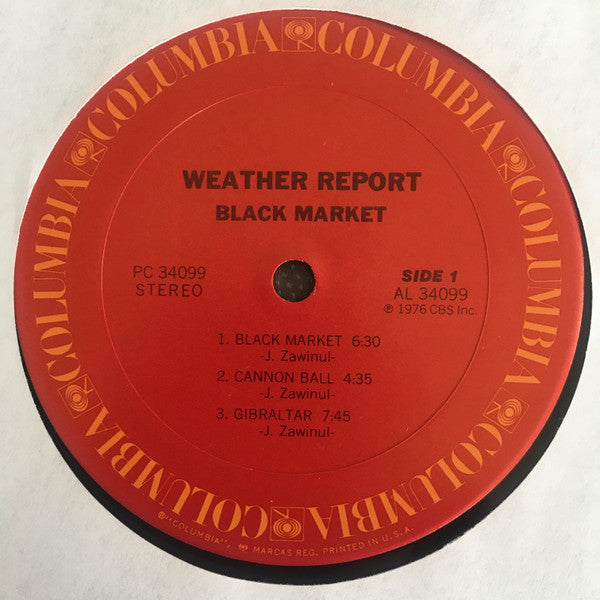 COLUMBIA COLUMBIA COLUMBIA COLUMBIA COLUMBIA COLUMBIA
WEATHER REPORT
BLACK MARKET
PC 34099
STEREO
SIDE 1
AL 34099
℗ 1976 CBS Inc.
1. BLACK MARKET 6:30
-J. Zawinul-
2. CANNON BALL 4:35
-J. Zawinul-
3. GIBRALTAR 7:45
-J. Zawinul-
®"COLUMBIA", MARCAS REG. PRINTED IN U.S.A.